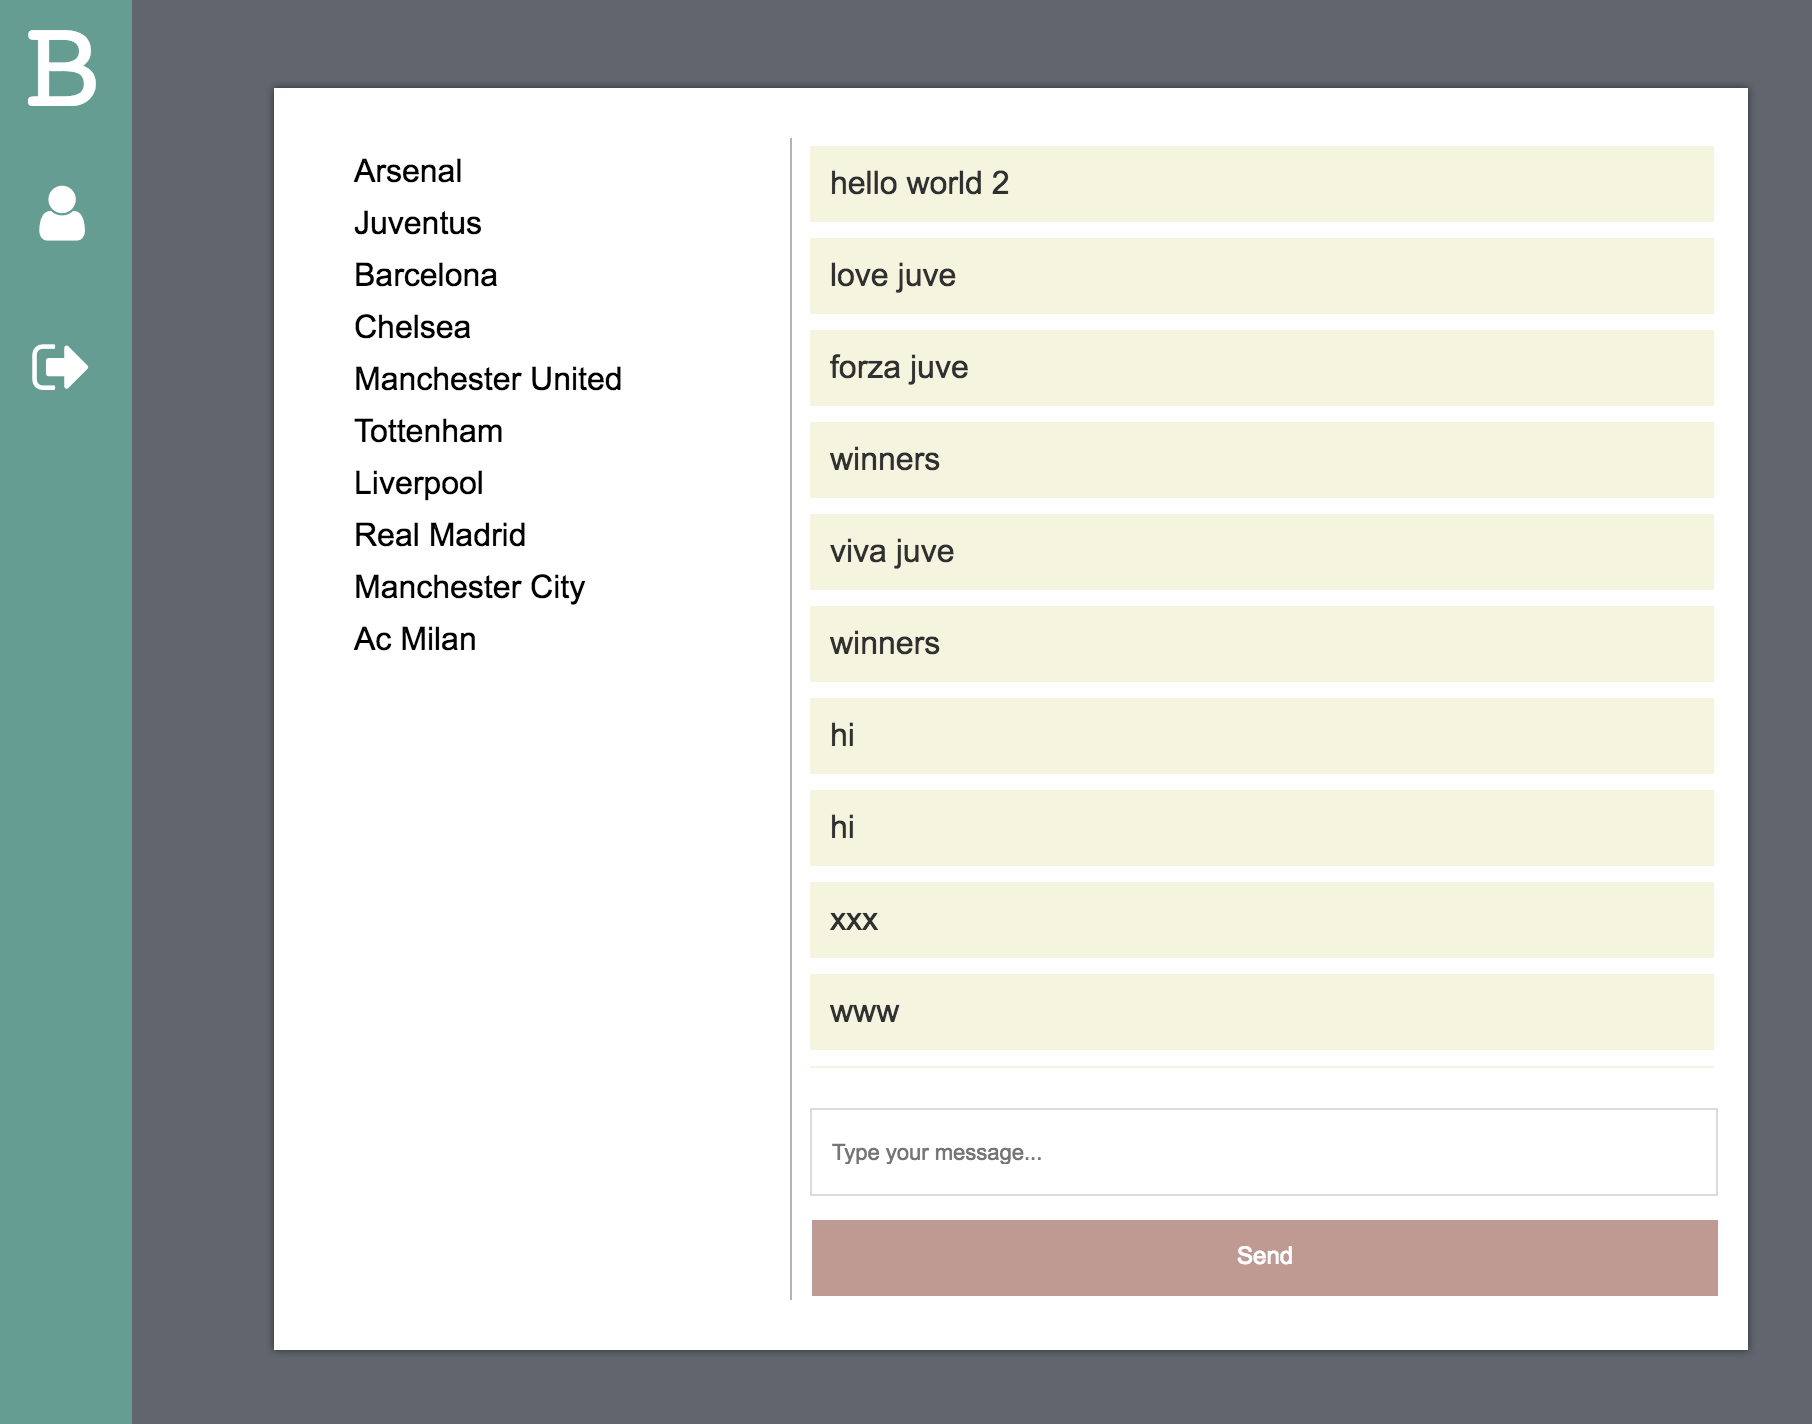 B
Arsenal
Juventus
Barcelona
Chelsea
Manchester United
Tottenham
Liverpool
Real Madrid
Manchester City
Ac Milan
hello world 2
love juve
forza juve
winners
viva juve
winners
hi
hi
xxx
www
Type your message...
Send